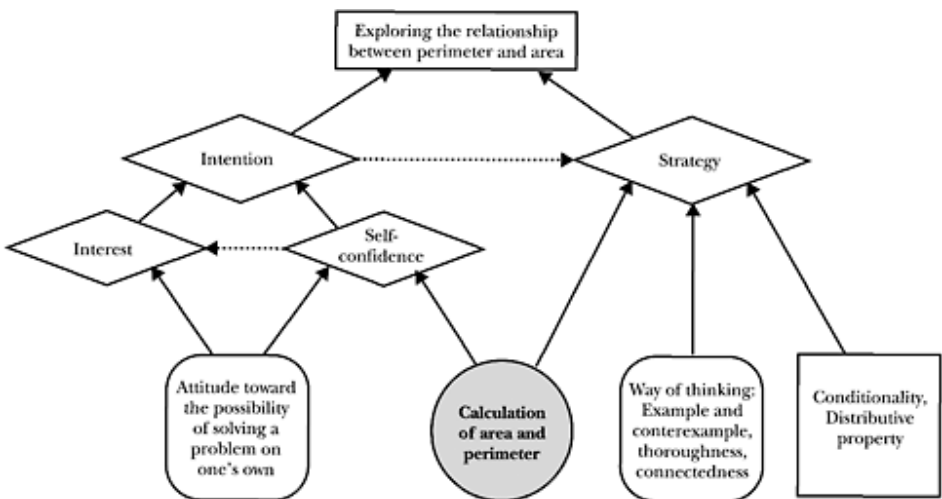 Exploring the relationship
between perimeter and area
Intention
Strategy
Interest
Self-
confidence
Attitude toward
the possibility
of solving a
problem on
one's own
Calculation
of area and
perimeter
Way of thinking:
Example and
conterexample,
thoroughness,
connectedness
Conditionality,
Distributive
property